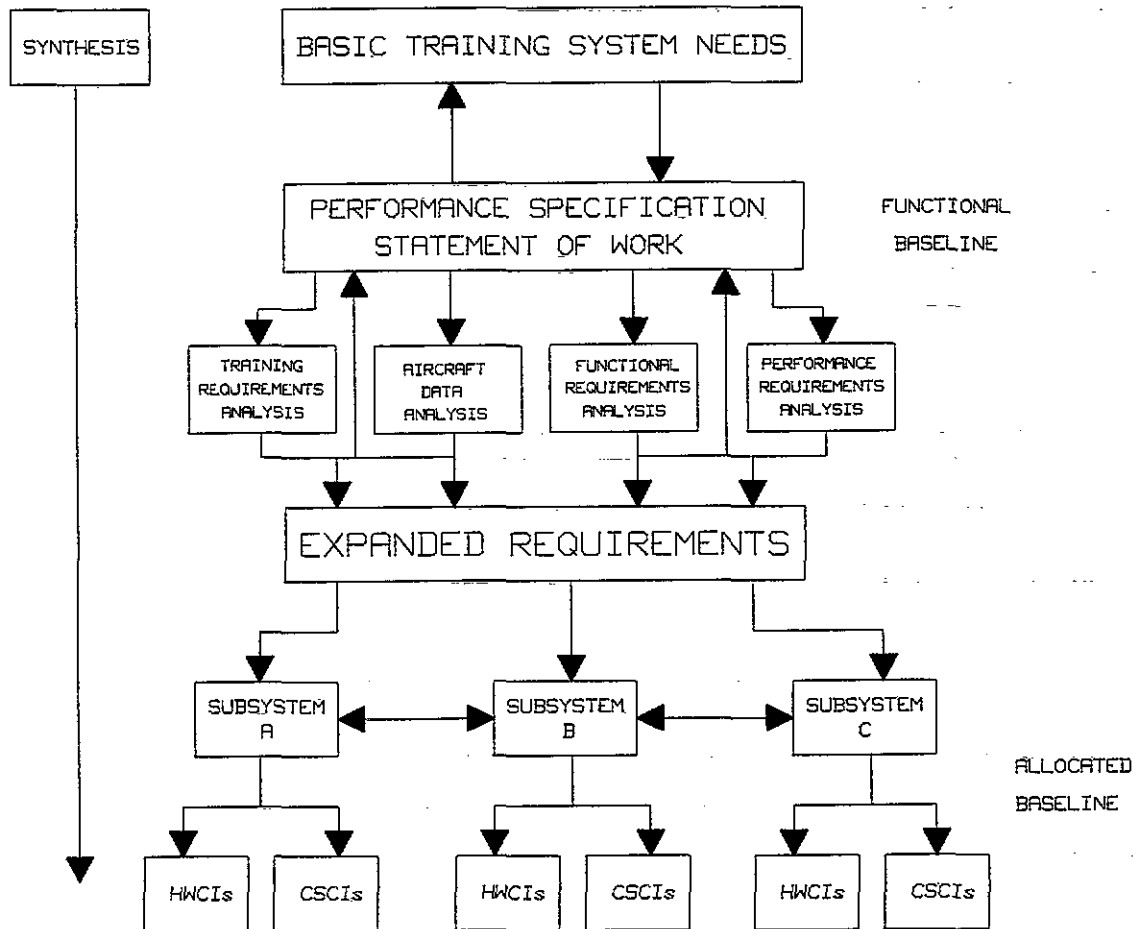 SYNTHESIS
BASIC TRAINING SYSTEM NEEDS
PERFORMANCE SPECIFICATION
STATEMENT OF WORK
FUNCTIONAL
BASELINE
TRAINING
REQUIREMENTS
ANALYSIS
AIRCRAFT
DATA
ANALYSIS
FUNCTIONAL
REQUIREMENTS
ANALYSIS
PERFORMANCE
REQUIREMENTS
ANALYSIS
EXPANDED REQUIREMENTS
SUBSYSTEM
A
SUBSYSTEM
B
SUBSYSTEM
C
ALLOCATED
BASELINE
HWCIs
CSCIs
HWCIs
CSCIs
HWCIs
CSCIs